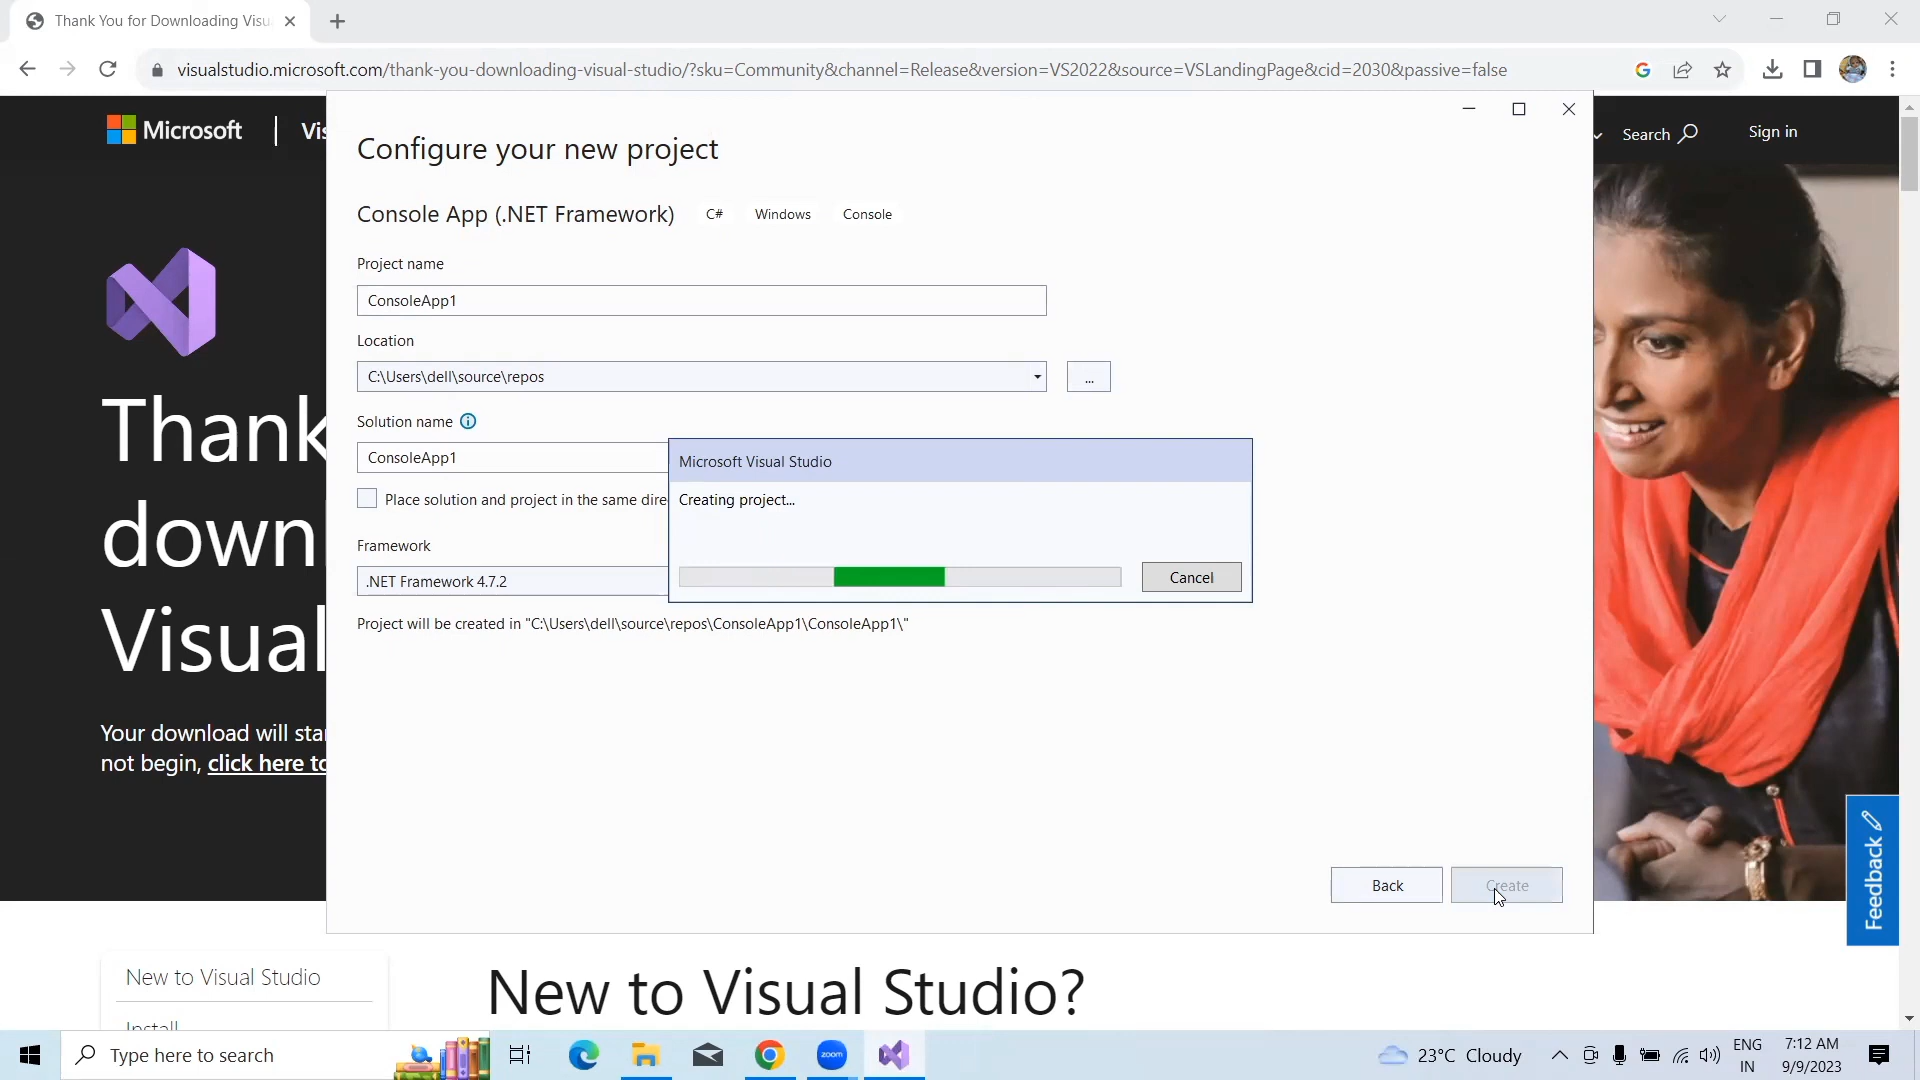 Thank You for Downloading Visu
visualstudio.microsoft.com/thank-you-downloading-visual-studio/?sku=Community&channel=Release&version=VS2022&source=VSLandingPage&cid=2030&passive=false
Microsoft
Vis
Search
Sign in
Configure your new project
Console App (.NET Framework)
C#
Windows
Console
Project name
ConsoleApp1
Location
C:\Users\dell\source\repos
...
Solution name
ConsoleApp1
Place solution and project in the same dire
Framework
.NET Framework 4.7.2
Project will be created in "C:\Users\dell\source\repos\ConsoleApp1\ConsoleApp1\"
Microsoft Visual Studio
Creating project...
Cancel
Back
Create
Thank
down
Visual
Your download will star
not begin, click here to
Feedback
New to Visual Studio
Install
New to Visual Studio?
Type here to search
zoom
23°C Cloudy
ENG
IN
7:12 AM
9/9/2023